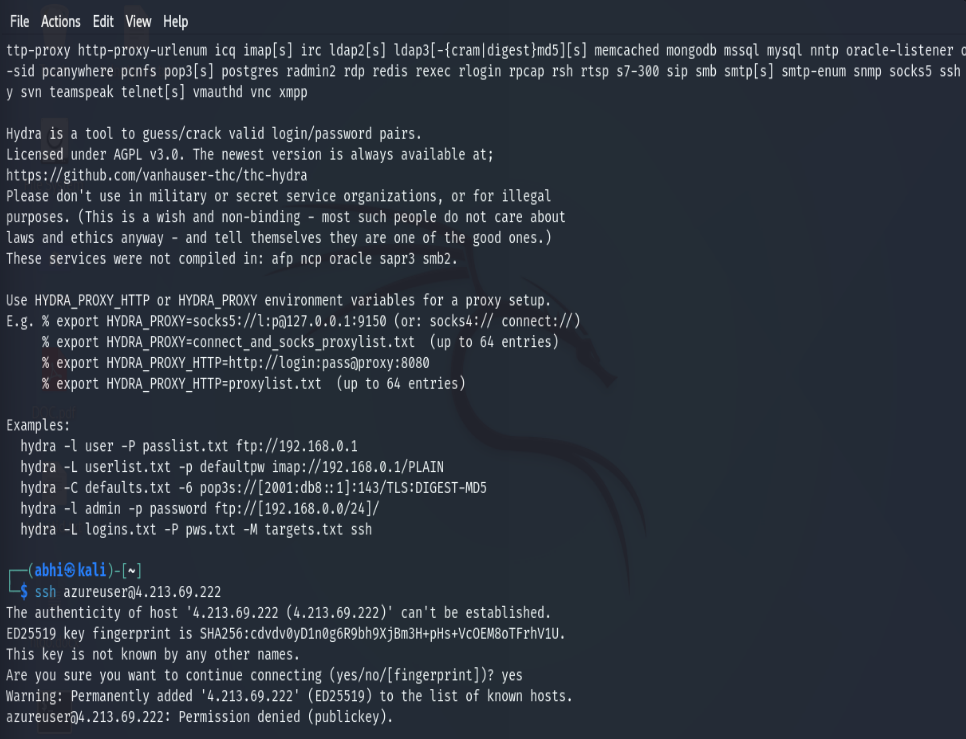 File Actions Edit View Help
ttp-proxy http-proxy-urlenum icq imap[s] irc ldap2[s] ldap3[-{cram|digest}md5][s] memcached mongodb mssql mysql nntp oracle-listener
-sid pcanywhere pcnfs pop3[s] postgres radmin2 rdp redis rexec rlogin rpcap rsh rtsp s7-300 sip smb smtp[s] smtp-enum snmp socks5 ssh
y svn teamspeak telnet[s] vmauthd vnc xmpp
Hydra is a tool to guess/crack valid login/password pairs.
Licensed under AGPL v3.0. The newest version is always available at;
https://github.com/vanhauser-thc/thc-hydra
Please don't use in military or secret service organizations, or for illegal
purposes. (This is a wish and non-binding - most such people do not care about
laws and ethics anyway - and tell themselves they are one of the good ones.)
These services were not compiled in: afp ncp oracle sapr3 smb2.
Use HYDRA_PROXY_HTTP or HYDRA_PROXY environment variables for a proxy setup.
E.g. % export HYDRA_PROXY=socks5://l:p@127.0.0.1:9150 (or: socks4:// connect://)
% export HYDRA_PROXY=connect_and_socks_proxylist.txt (up to 64 entries)
% export HYDRA_PROXY_HTTP=http://login:pass@proxy:8080
% export HYDRA_PROXY_HTTP=proxylist.txt (up to 64 entries)
Examples:
hydra -l user -P passlist.txt ftp://192.168.0.1
hydra -L userlist.txt -p defaultpw imap://192.168.0.1/PLAIN
hydra -C defaults.txt -6 pop3s://[2001:db8::1]:143/TLS:DIGEST-MD5
hydra -l admin -p password ftp://[192.168.0.0/24]/
hydra -L logins.txt -P pws.txt -M targets.txt ssh
┌──(abhi㉿kali)-[~]
└─$ ssh azureuser@4.213.69.222
The authenticity of host '4.213.69.222 (4.213.69.222)' can't be established.
ED25519 key fingerprint is SHA256:cdvdv0yD1n0g6R9bh9XjBm3H+pHs+VcOEM8oTFrhV1U.
This key is not known by any other names.
Are you sure you want to continue connecting (yes/no/[fingerprint])? yes
Warning: Permanently added '4.213.69.222' (ED25519) to the list of known hosts.
azureuser@4.213.69.222: Permission denied (publickey).